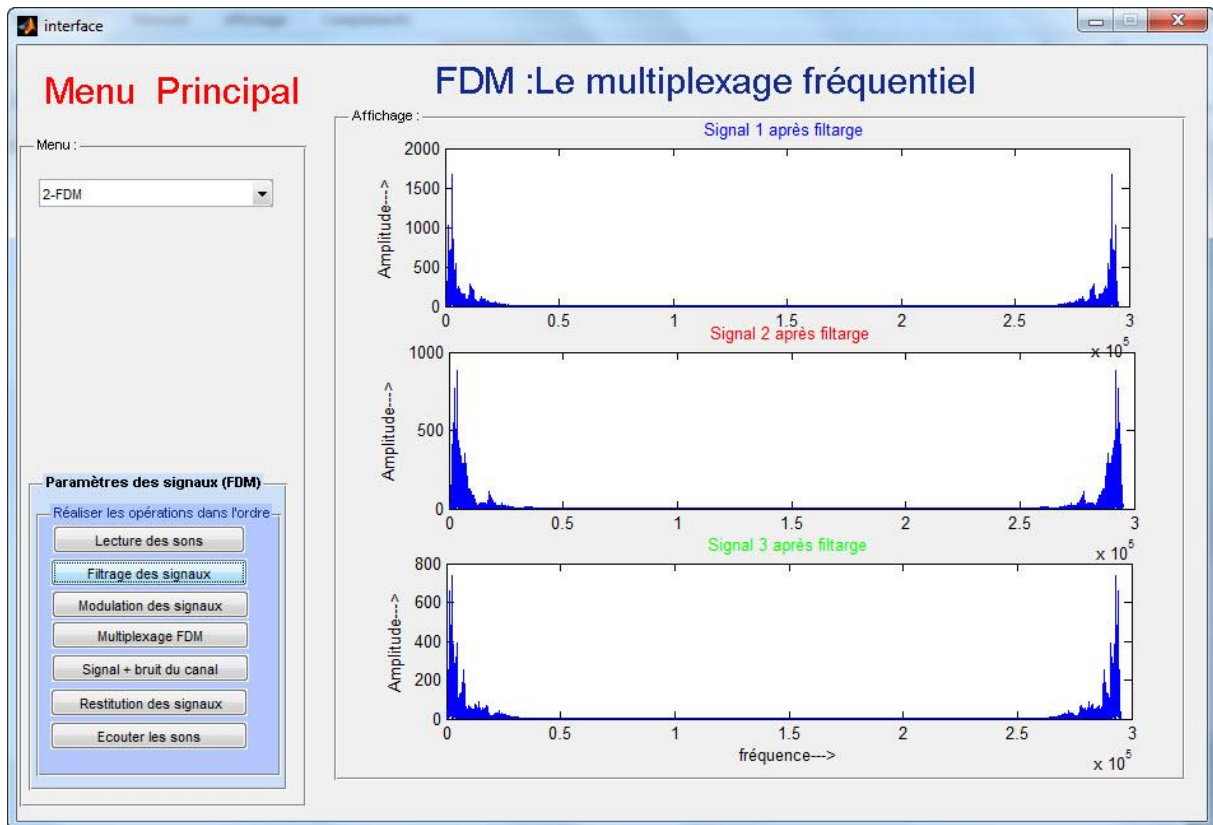 interface
Menu Principal
FDM :Le multiplexage fréquentiel
Menu :
2-FDM
Paramètres des signaux (FDM)
Réaliser les opérations dans l'ordre
Lecture des sons
Filtrage des signaux
Modulation des signaux
Multiplexage FDM
Signal + bruit du canal
Restitution des signaux
Ecouter les sons
Affichage :
Signal 1 après filtarge
Amplitude--->
2000
1500
1000
500
0
0 0.5 1 1.5 2 2.5 3
x 10^5
Signal 2 après filtarge
Amplitude--->
1000
500
0
0 0.5 1 1.5 2 2.5 3
x 10^5
Signal 3 après filtarge
Amplitude--->
800
600
400
200
0
0 0.5 1 1.5 2 2.5 3
fréquence--->
x 10^5